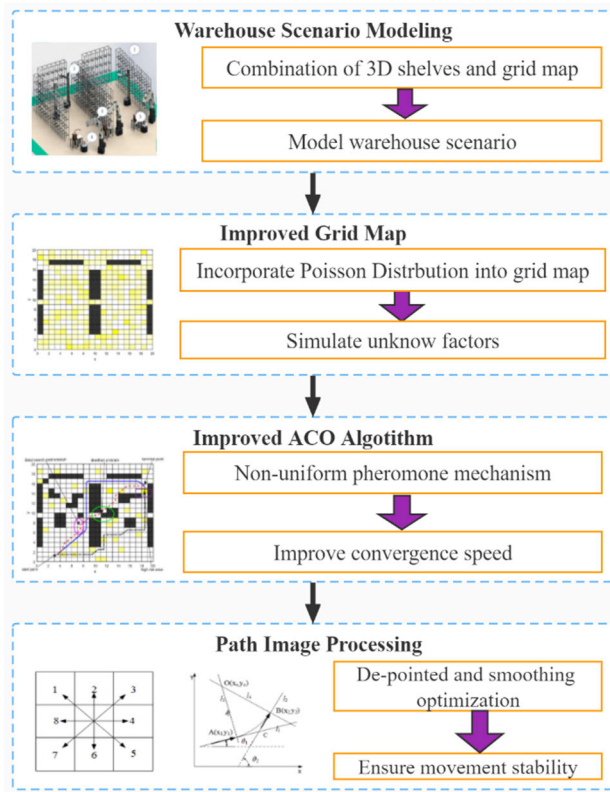 Warehouse Scenario Modeling
Combination of 3D shelves and grid map
Model warehouse scenario
Improved Grid Map
Incorporate Poisson Distrbution into grid map
Simulate unknow factors
Improved ACO Algotithm
Non-uniform pheromone mechanism
Improve convergence speed
Path Image Processing
1 2 3
8 4
7 6 5
De-pointed and smoothing
optimization
Ensure movement stability